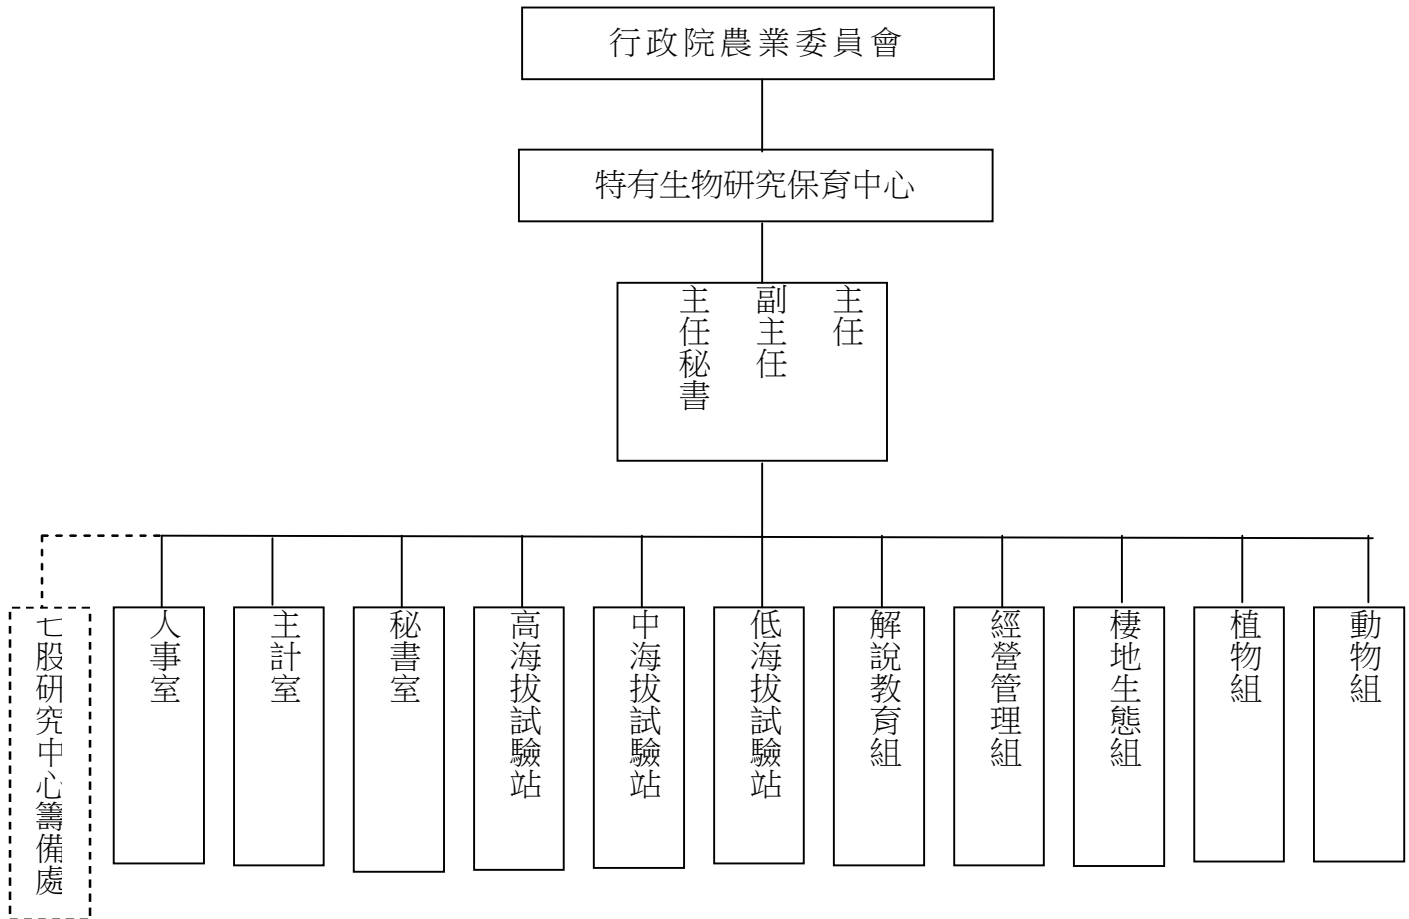 行政院農業委員會
特有生物研究保育中心
主任
副主任
主任秘書
動物組
植物組
棲地生態組
經營管理組
解說教育組
低海拔試驗站
中海拔試驗站
高海拔試驗站
秘書室
主計室
人事室
七股研究中心籌備處